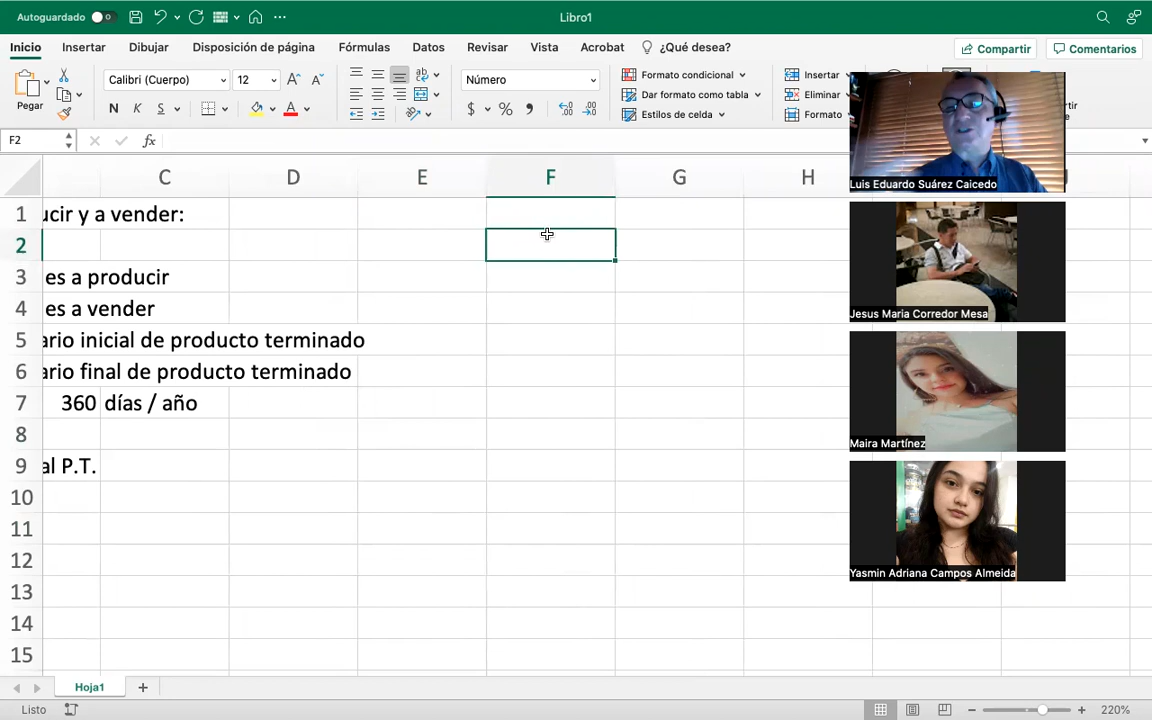 Autoguardado
Libro1
Inicio Insertar Dibujar Disposición de página Fórmulas Datos Revisar Vista Acrobat ¿Qué desea?
Compartir Comentarios
Pegar
Calibri (Cuerpo) 12
N K S
A
ab
Número
$ % 9
Formato condicional
Dar formato como tabla
Estilos de celda
Insertar
Eliminar
Formato
F2
fx
C D E F G H
1 ucir y a vender:
2
3 es a producir
4 es a vender
5 ario inicial de producto terminado
6 ario final de producto terminado
7 360 días / año
8
9 al P.T.
10
11
12
13
14
15
Luis Eduardo Suárez Caicedo
Jesus Maria Corredor Mesa
Maira Martínez
Yasmin Adriana Campos Almeida
Hoja1
Listo
220%